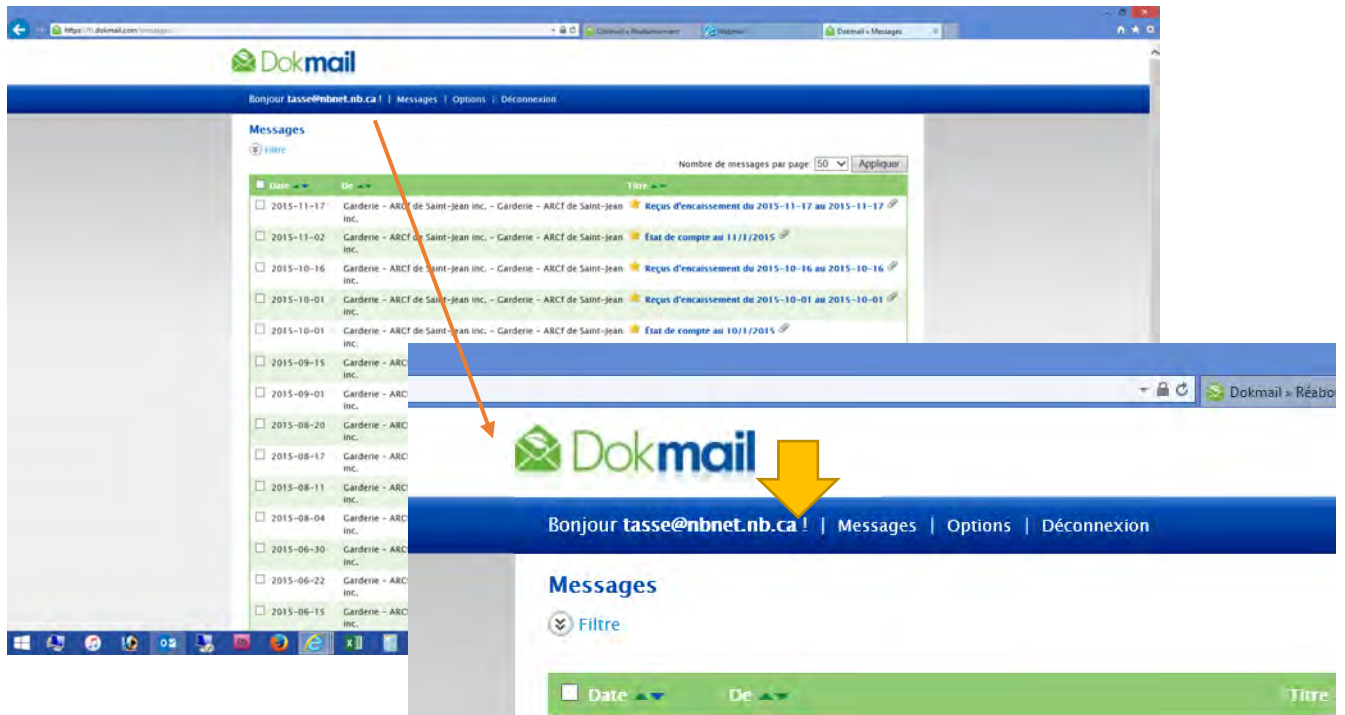 Dokmail » Messages
Dokmail
Bonjour tasse@nbnet.nb.ca ! | Messages | Options | Déconnexion
Messages
Filtre
Nombre de messages par page: 50 Appliquer
Date De Titre
2015-11-17 Garderie - ARCf de Saint-Jean inc. - Garderie - ARCf de Saint-Jean Reçus d'encaissement du 2015-11-17 au 2015-11-17
inc.
2015-11-02 Garderie - ARCf de Saint-Jean inc. - Garderie - ARCf de Saint-Jean État de compte au 11/1/2015
inc.
2015-10-16 Garderie - ARCf de Saint-Jean inc. - Garderie - ARCf de Saint-Jean Reçus d'encaissement du 2015-10-16 au 2015-10-16
inc.
2015-10-01 Garderie - ARCf de Saint-Jean inc. - Garderie - ARCf de Saint-Jean Reçus d'encaissement du 2015-10-01 au 2015-10-01
inc.
2015-10-01 Garderie - ARCf de Saint-Jean inc. - Garderie - ARCf de Saint-Jean État de compte au 10/1/2015
inc.
2015-09-15 Garderie - ARC
inc.
2015-09-01 Garderie - ARC
inc.
2015-08-20 Garderie - ARC
inc.
2015-08-17 Garderie - ARC
inc.
2015-08-11 Garderie - ARC
inc.
2015-08-04 Garderie - ARC
inc.
2015-06-30 Garderie - ARC
inc.
2015-06-22 Garderie - ARC
inc.
2015-06-15 Garderie - ARC
inc.
Dokmail » Réabo
Dokmail
Bonjour tasse@nbnet.nb.ca ! | Messages | Options | Déconnexion
Messages
Filtre
Date De Titre